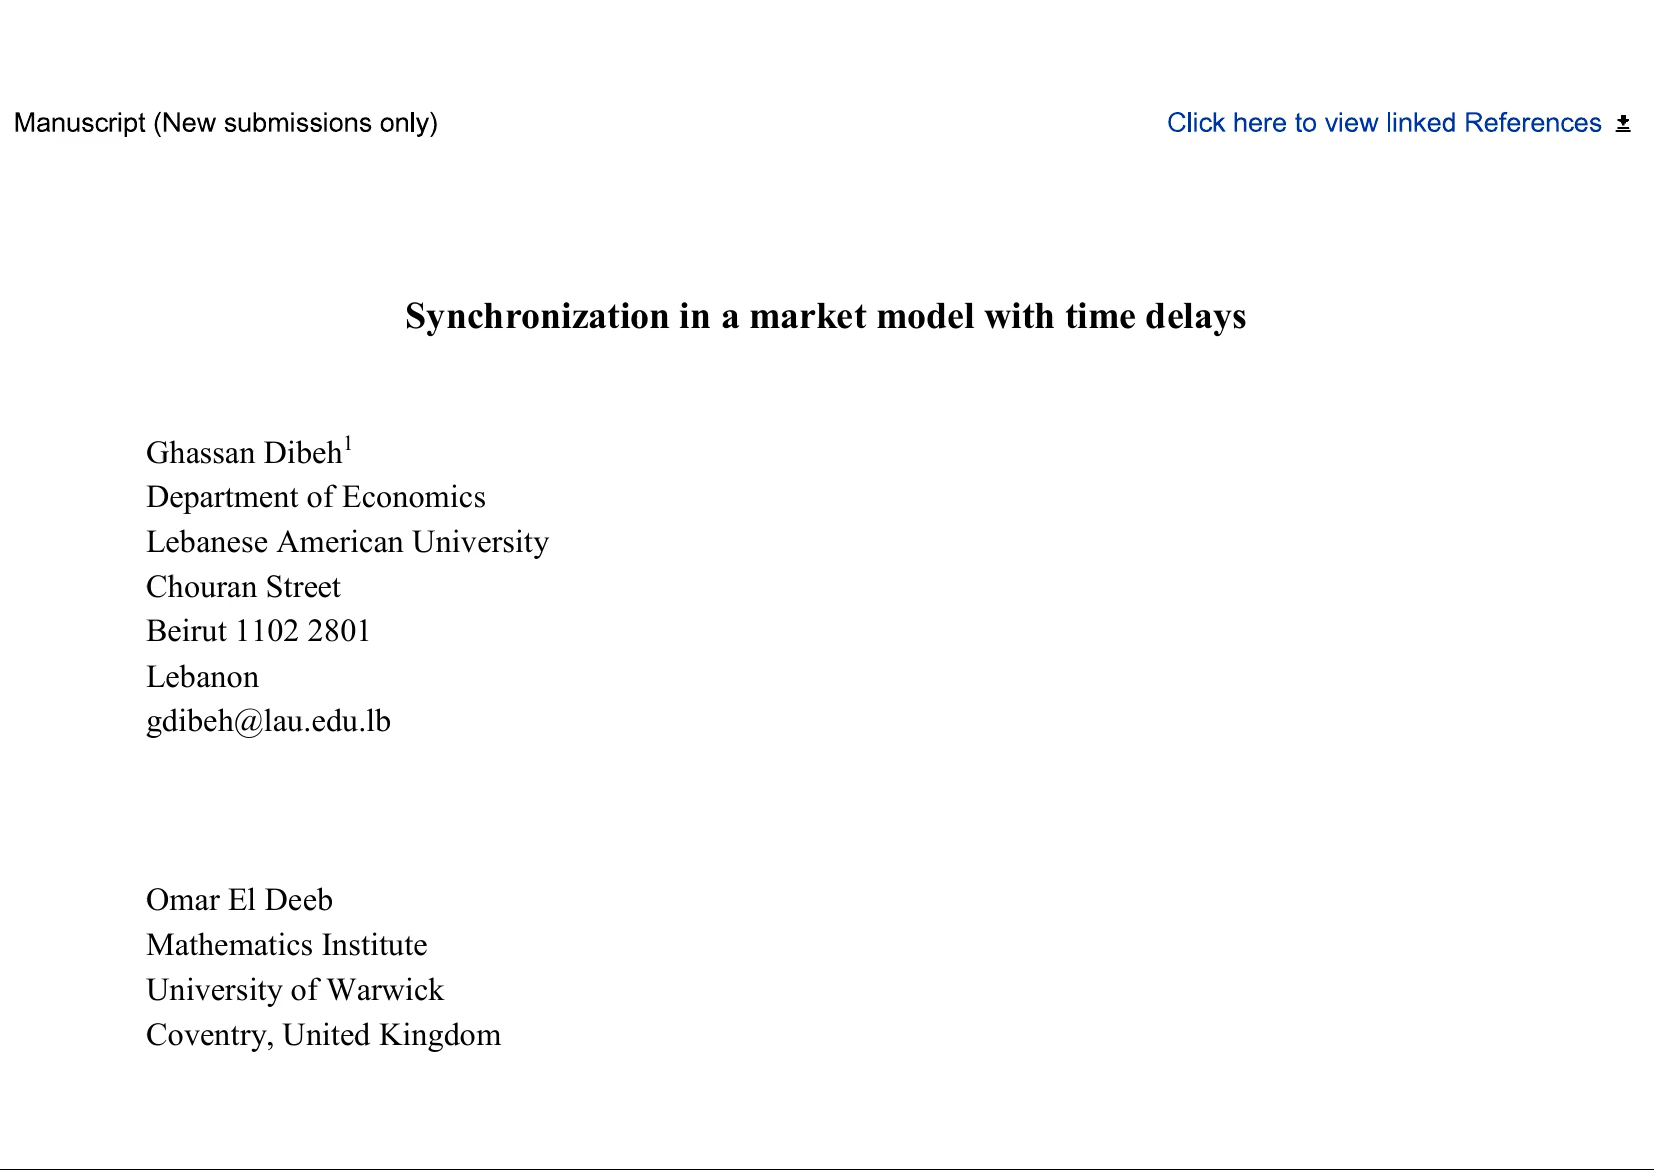 Manuscript (New submissions only)
Click here to view linked References
Synchronization in a market model with time delays
Ghassan Dibeh1
Department of Economics
Lebanese American University
Chouran Street
Beirut 1102 2801
Lebanon
gdibeh@lau.edu.lb
Omar El Deeb
Mathematics Institute
University of Warwick
Coventry, United Kingdom